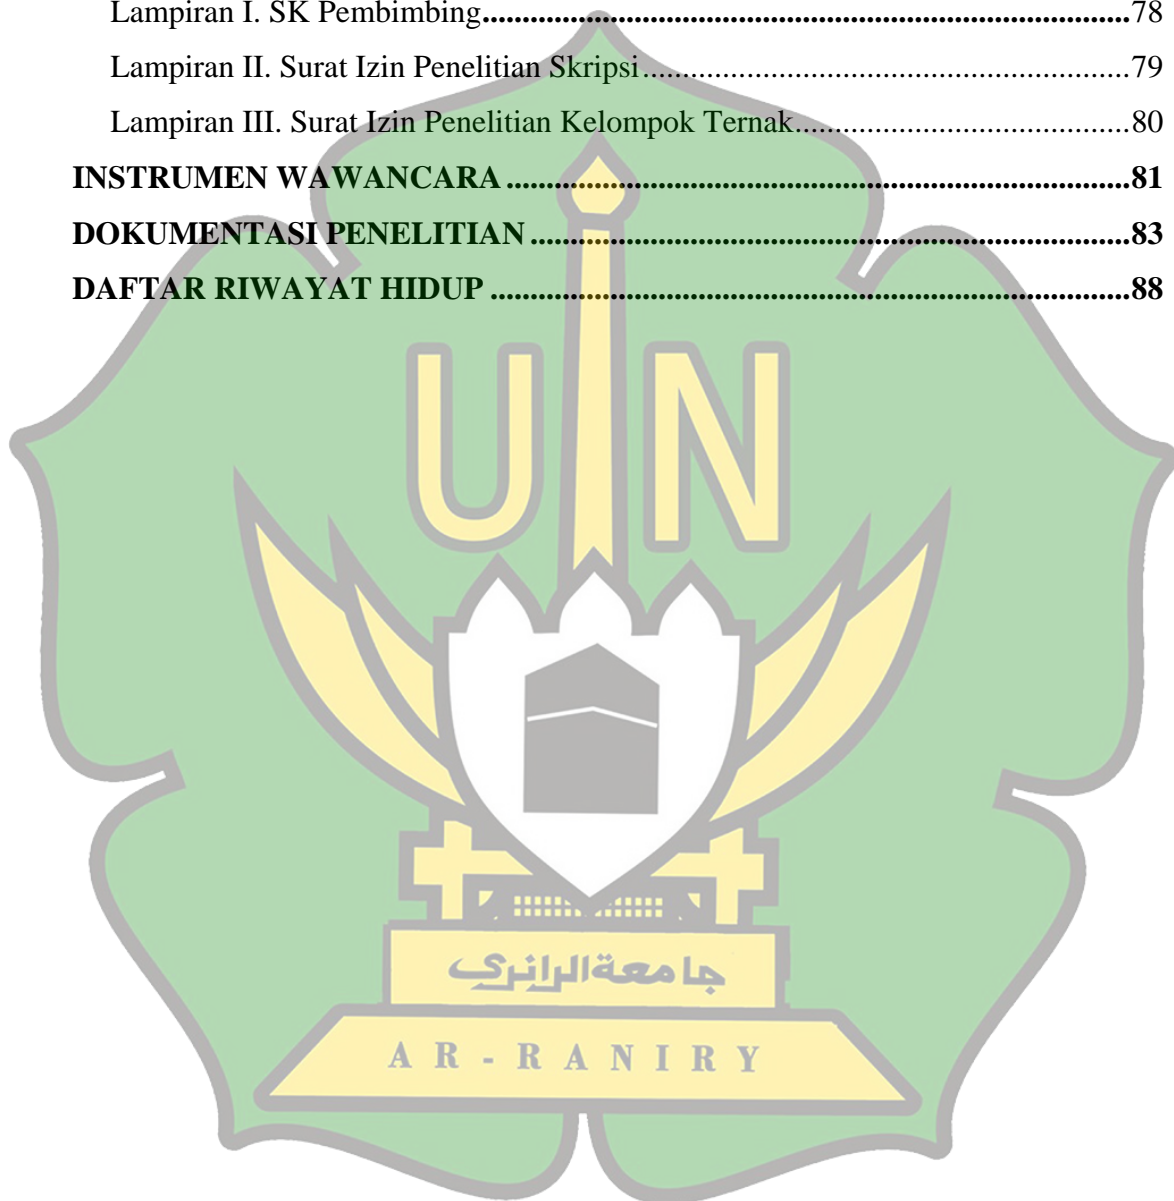 Lampiran I. SK Pembimbing..........78
Lampiran II. Surat Izin Penelitian Skripsi..........79
Lampiran III. Surat Izin Penelitian Kelompok Ternak..........80
INSTRUMEN WAWANCARA..........81
DOKUMENTASI PENELITIAN..........83
DAFTAR RIWAYAT HIDUP..........88
UIN
جامعة الرانري
AR-RANIRY